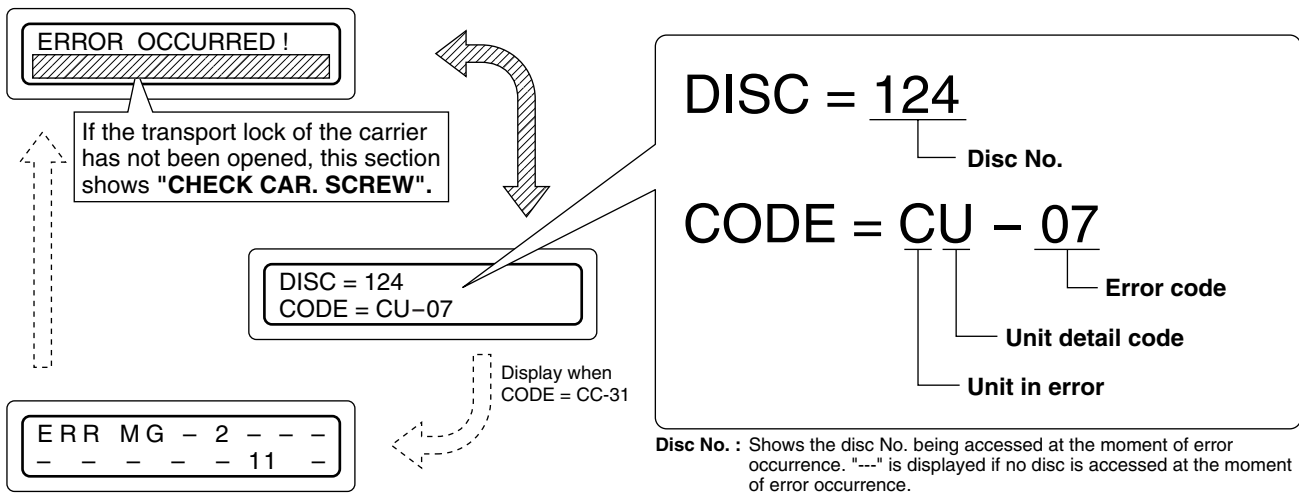 ERROR OCCURRED !
If the transport lock of the carrier
has not been opened, this section
shows "CHECK CAR. SCREW".
DISC = 124
CODE = CU−07
Display when
CODE = CC-31
ERR MG − 2 − − −
− − − − − 11 −
DISC = 124
Disc No.
CODE = CU − 07
Error code
Unit detail code
Unit in error
Disc No. : Shows the disc No. being accessed at the moment of error
occurrence. "---" is displayed if no disc is accessed at the moment
of error occurrence.